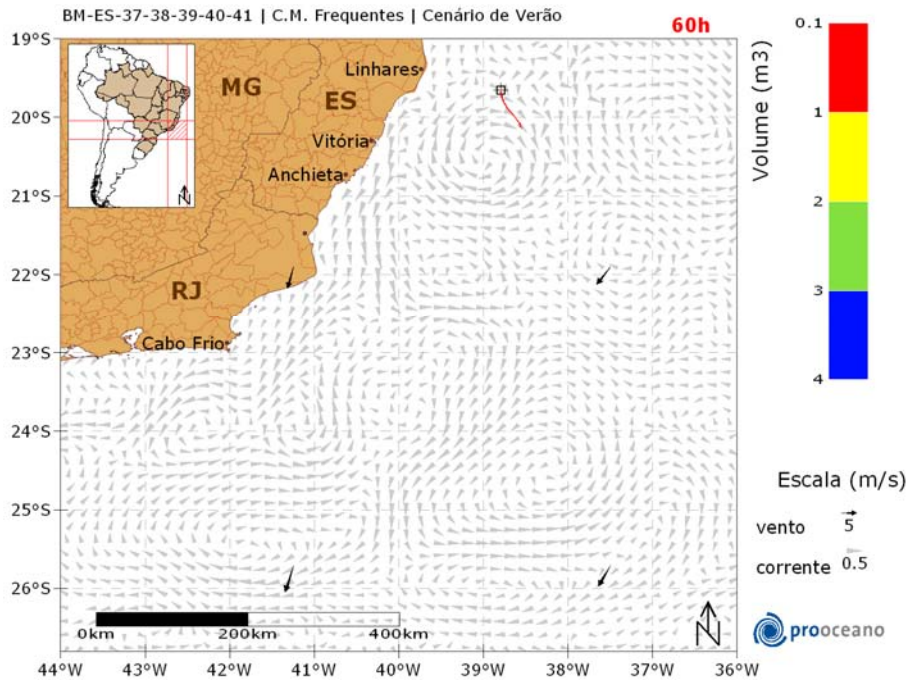 BM-ES-37-38-39-40-41 | C.M. Frequentes | Cenário de Verão
60h
19°S
20°S
21°S
22°S
23°S
24°S
25°S
26°S
MG
ES
RJ
Linhares
Vitória
Anchieta
Cabo Frio
N
0km
200km
400km
N
44°W
43°W
42°W
41°W
40°W
39°W
38°W
37°W
36°W
Volume (m3)
0.1
1
2
3
4
Escala (m/s)
vento
5
corrente
0.5
prooceano